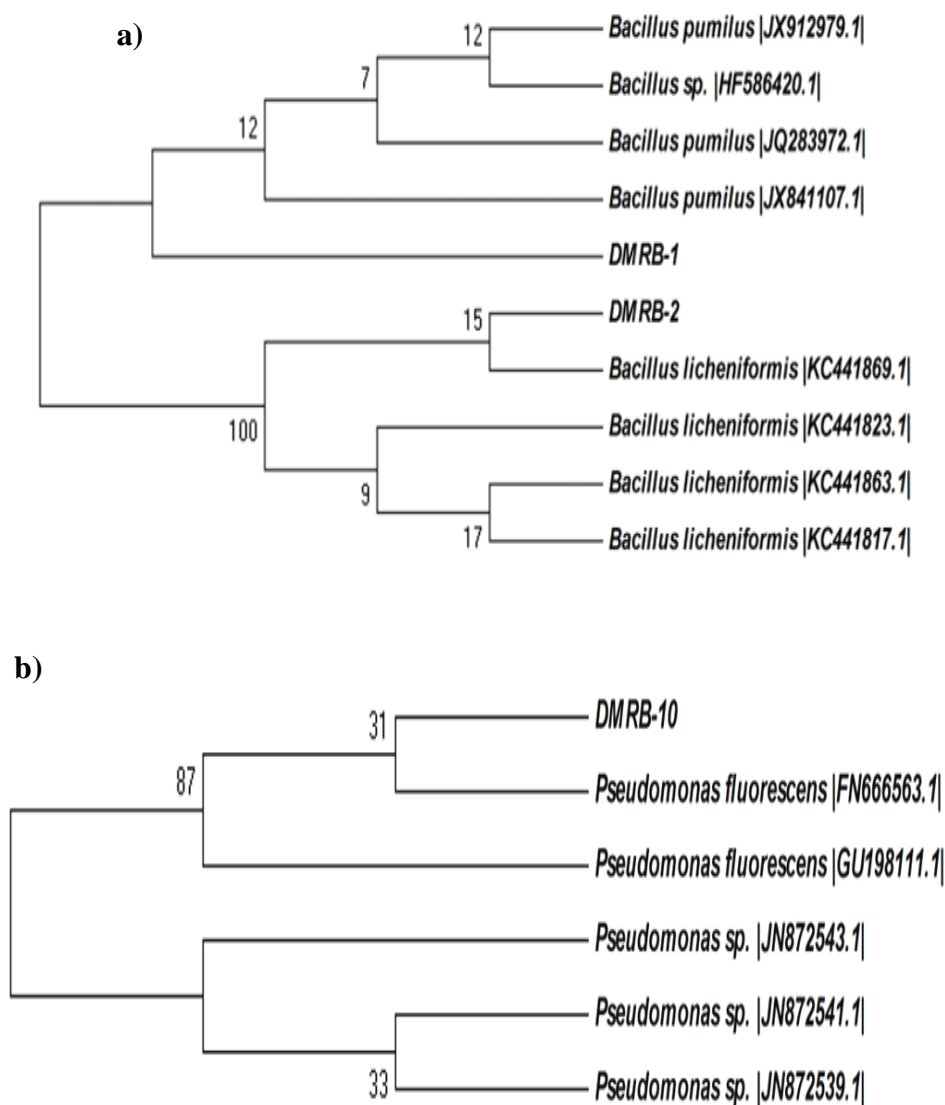 a)
12
Bacillus pumilus |JX912979.1|
7
Bacillus sp. |HF586420.1|
12
Bacillus pumilus |JQ283972.1|
Bacillus pumilus |JX841107.1|
DMRB-1
DMRB-2
15
Bacillus licheniformis |KC441869.1|
100
Bacillus licheniformis |KC441823.1|
9
Bacillus licheniformis |KC441863.1|
17
Bacillus licheniformis |KC441817.1|
b)
31
DMRB-10
87
Pseudomonas fluorescens |FN666563.1|
Pseudomonas fluorescens |GU198111.1|
Pseudomonas sp. |JN872543.1|
Pseudomonas sp. |JN872541.1|
33
Pseudomonas sp. |JN872539.1|